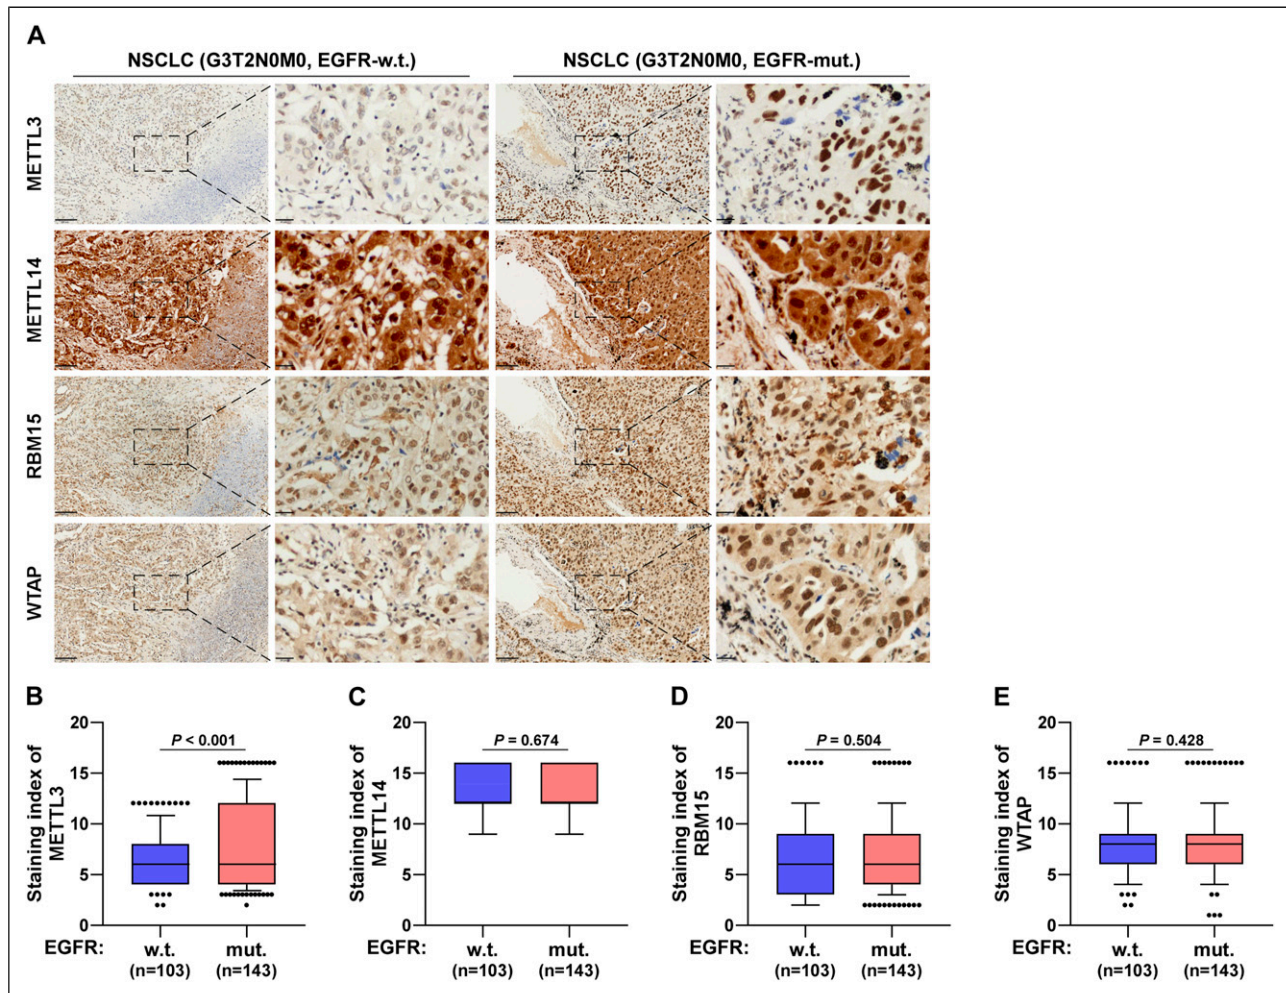 A
NSCLC (G3T2N0M0, EGFR-w.t.)
NSCLC (G3T2N0M0, EGFR-mut.)
METTL3
METTL14
RBM15
WTAP
B
Staining index of
METTL3
20
15
10
5
0
P < 0.001
EGFR:
w.t.
mut.
(n=103)
(n=143)
C
Staining index of
METTL14
20
15
10
5
0
P = 0.674
EGFR:
w.t.
mut.
(n=103)
(n=143)
D
Staining index of
RBM15
20
15
10
5
0
P = 0.504
EGFR:
w.t.
mut.
(n=103)
(n=143)
E
Staining index of
WTAP
20
15
10
5
0
P = 0.428
EGFR:
w.t.
mut.
(n=103)
(n=143)